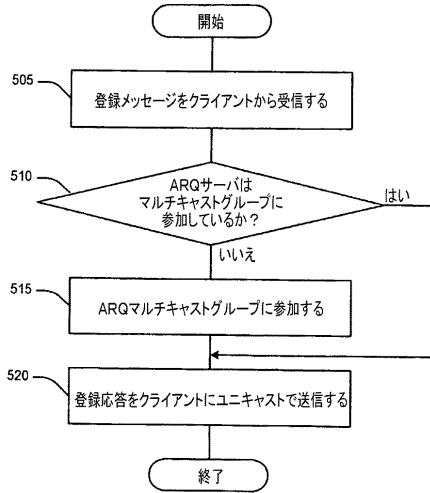 開始
505
登録メッセージをクライアントから受信する
510
ARQサーバは
マルチキャストグループに
参加しているか？
はい
いいえ
515
ARQマルチキャストグループに参加する
520
登録応答をクライアントにユニキャストで送信する
終了